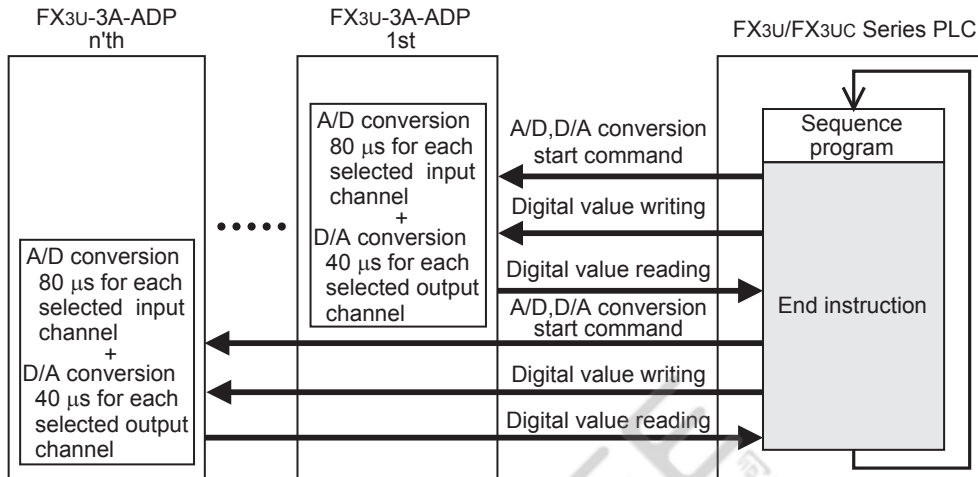 FX3U-3A-ADP
n'th
FX3U-3A-ADP
1st
FX3U/FX3UC Series PLC
A/D conversion
80 μs for each
selected input
channel
+
D/A conversion
40 μs for each
selected output
channel
A/D conversion
80 μs for each
selected input
channel
+
D/A conversion
40 μs for each
selected output
channel
A/D,D/A conversion
start command
Digital value writing
Digital value reading
A/D,D/A conversion
start command
Digital value writing
Digital value reading
Sequence
program
End instruction